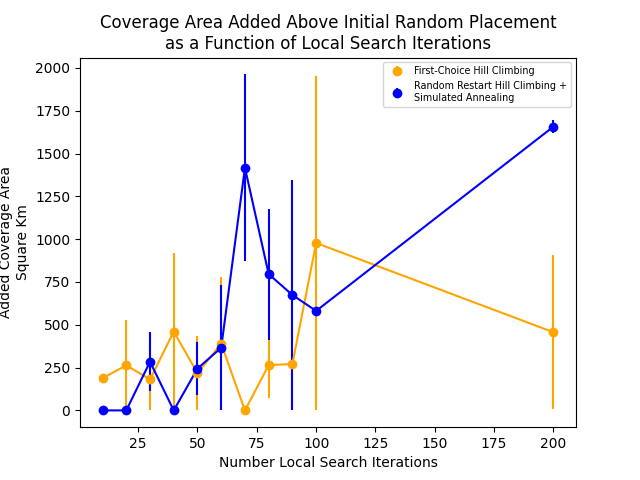 Coverage Area Added Above Initial Random Placement
as a Function of Local Search Iterations
First-Choice Hill Climbing
Random Restart Hill Climbing +
Simulated Annealing
Added Coverage Area
Square Km
2000
1750
1500
1250
1000
750
500
250
0
25
50
75
100
125
150
175
200
Number Local Search Iterations